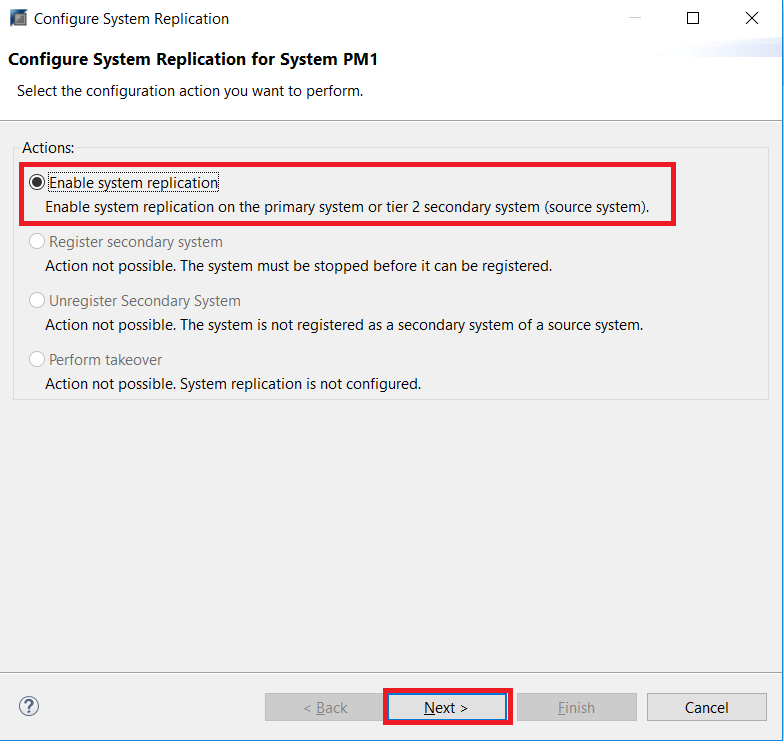 Configure System Replication
Configure System Replication for System PM1
Select the configuration action you want to perform.
Actions:
Enable system replication
Enable system replication on the primary system or tier 2 secondary system (source system).
Register secondary system
Action not possible. The system must be stopped before it can be registered.
Unregister Secondary System
Action not possible. The system is not registered as a secondary system of a source system.
Perform takeover
Action not possible. System replication is not configured.
? < Back Next > Finish Cancel